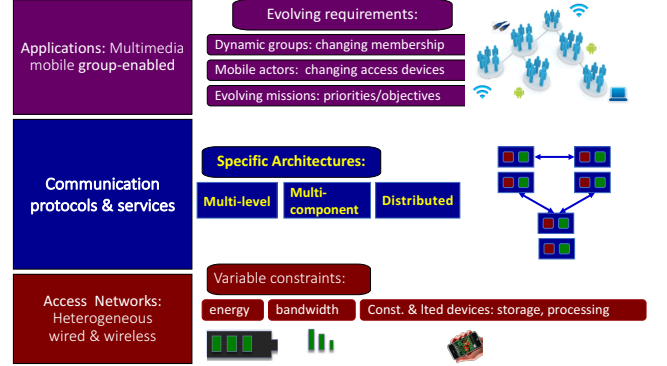 Applications: Multimedia
mobile group-enabled
Evolving requirements:
Dynamic groups: changing membership
Mobile actors:  changing access devices
Evolving missions: priorities/objectives
Communication
protocols & services
Specific Architectures:
Multi-level
Multi-
component
Distributed
Access  Networks:
Heterogeneous
wired & wireless
Variable constraints:
energy
bandwidth
Const. & lted devices: storage, processing